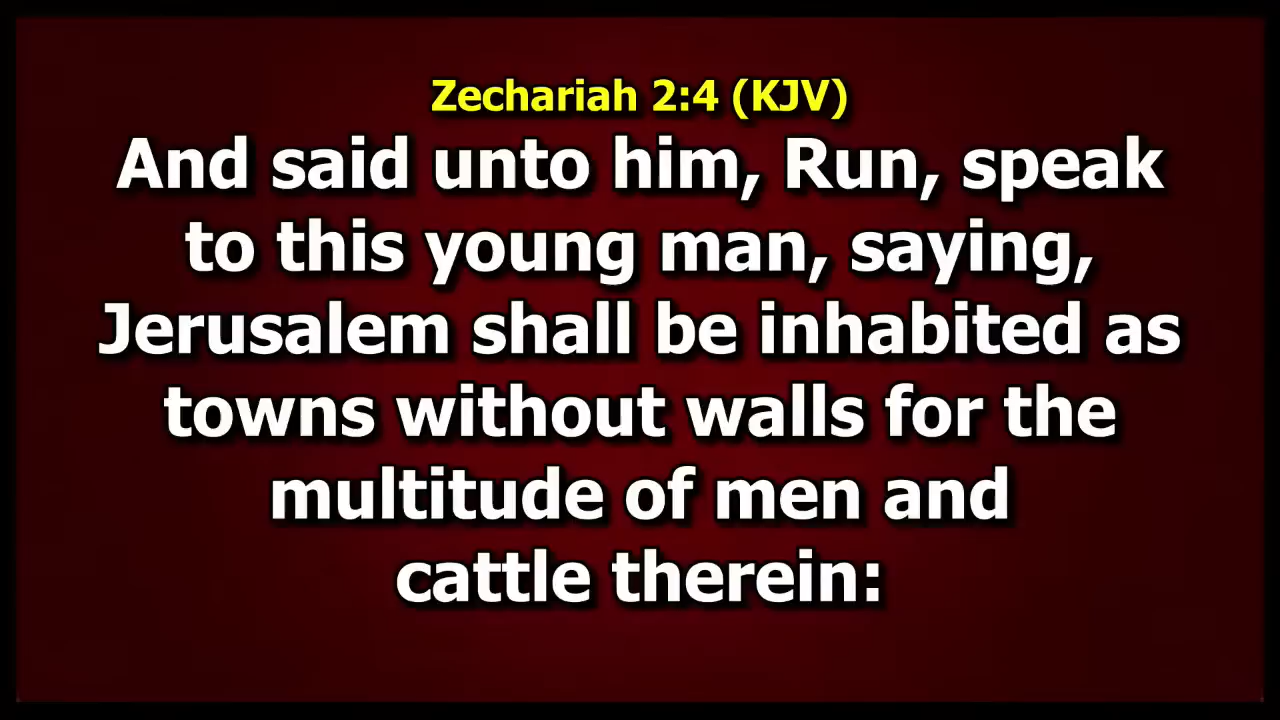 Zechariah 2:4 (KJV)
And said unto him, Run, speak
to this young man, saying,
Jerusalem shall be inhabited as
towns without walls for the
multitude of men and
cattle therein: